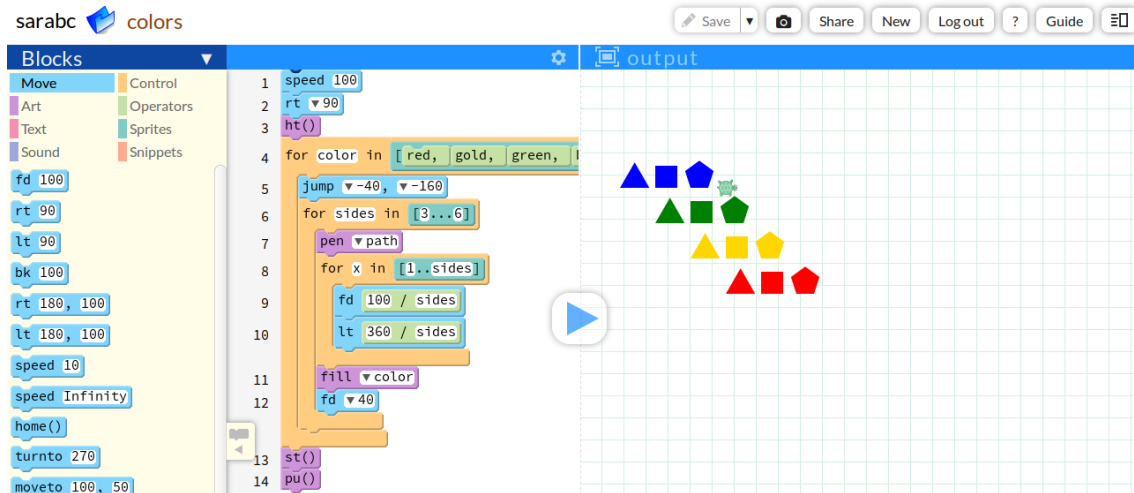 sarabc colors Save ▼ Share New Log out ? Guide
Blocks ▼ output
Move Control
Art Operators
Text Sprites
Sound Snippets
fd 100
rt 90
lt 90
bk 100
rt 180, 100
lt 180, 100
speed 10
speed Infinity
home()
turnto 270
moveto 100, 50
1 speed 100
2 rt ▼90
3 ht()
4 for color in [red, gold, green,
5 jump ▼-40, ▼-160
6 for sides in [3...6]
7 pen ▼path
8 for x in [1..sides]
9 fd 100 / sides
10 lt 360 / sides
11 fill ▼color
12 fd ▼40
13 st()
14 pu()